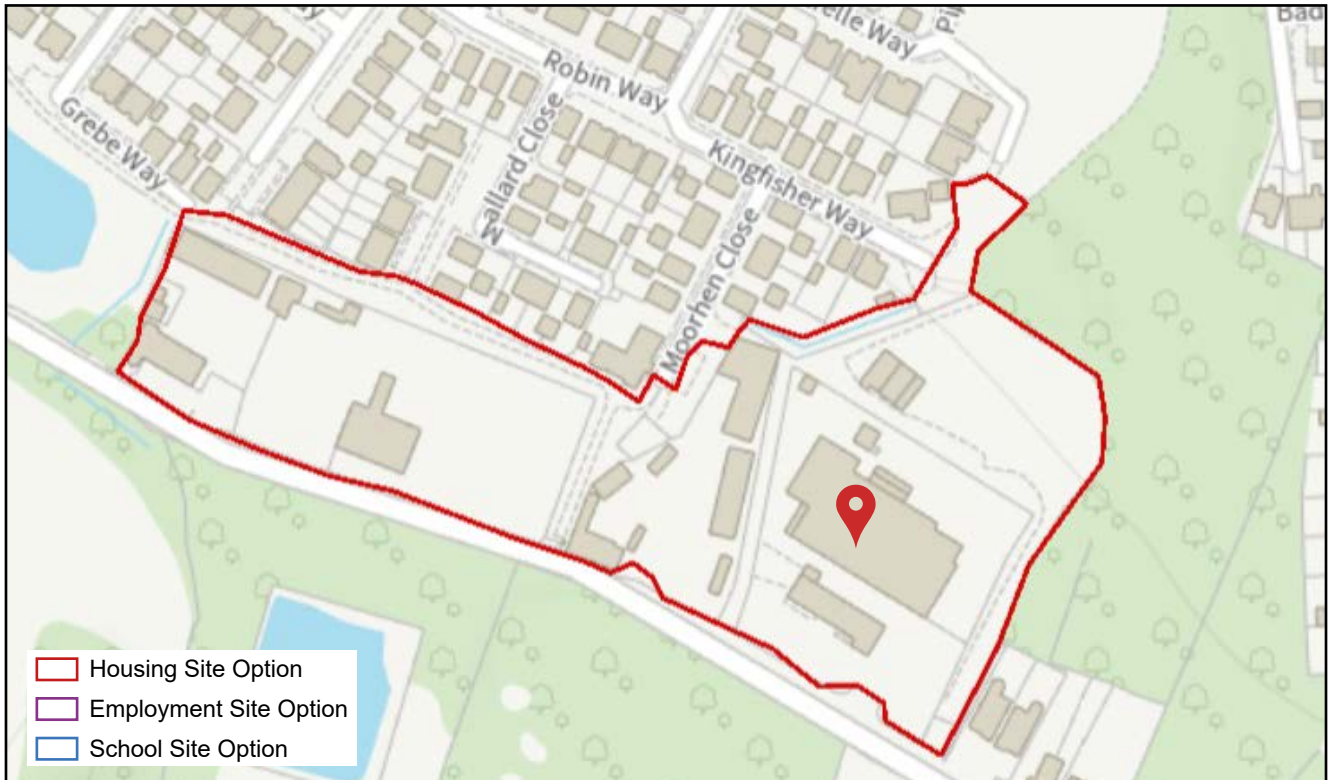 Robin Way
Grebe Way
Mallard Close
Kingfisher Way
Moorhen Close
Housing Site Option
Employment Site Option
School Site Option